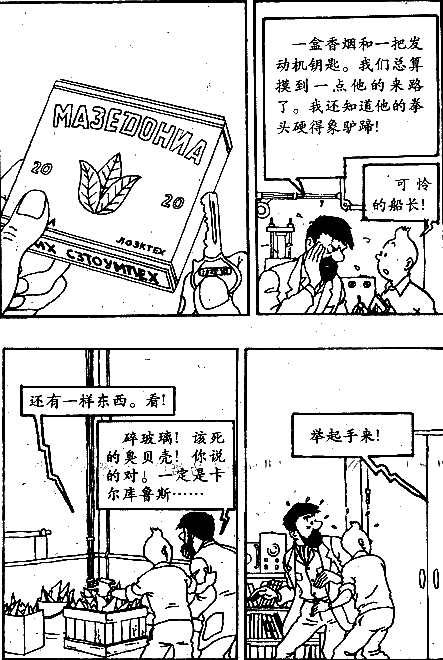 МАЗЕДОНИА
20
20
ЛОЭКТЕХ
ИХ СЗТОУИПЕХ
一盒香烟和一把发
动机钥匙。我们总算
摸到一点他的来路
了。我还知道他的拳
头硬得象驴蹄!
可怜
的船长!
还有一样东西。看!
碎玻璃!该死
的臭贝壳!你说
的对。一定是卡
尔库鲁斯……
举起手来!